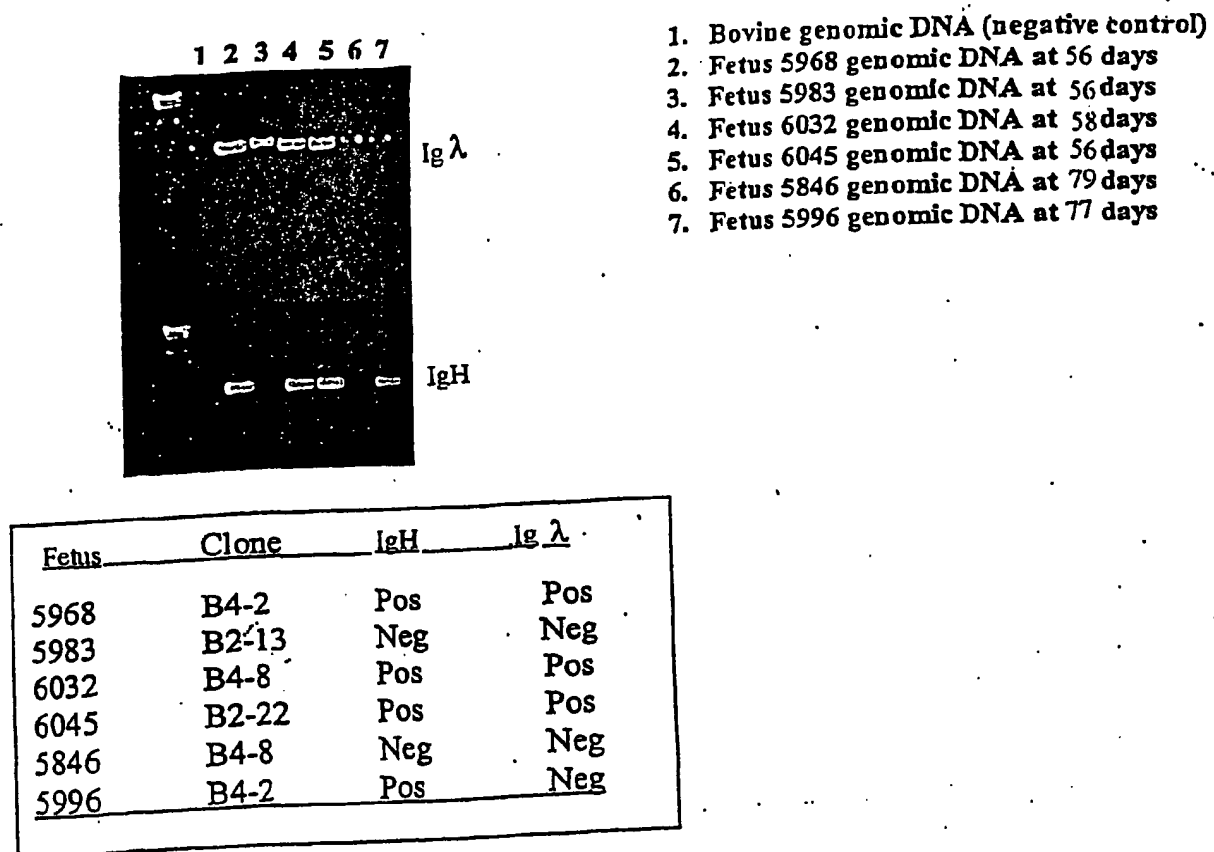 1 2 3 4 5 6 7
Ig λ
IgH
1. Bovine genomic DNA (negative control)
2. Fetus 5968 genomic DNA at 56 days
3. Fetus 5983 genomic DNA at 56 days
4. Fetus 6032 genomic DNA at 58 days
5. Fetus 6045 genomic DNA at 56 days
6. Fetus 5846 genomic DNA at 79 days
7. Fetus 5996 genomic DNA at 77 days
Fetus Clone IgH Ig λ
5968 B4-2 Pos Pos
5983 B2-13 Neg Neg
6032 B4-8 Pos Pos
6045 B2-22 Pos Pos
5846 B4-8 Neg Neg
5996 B4-2 Pos Neg